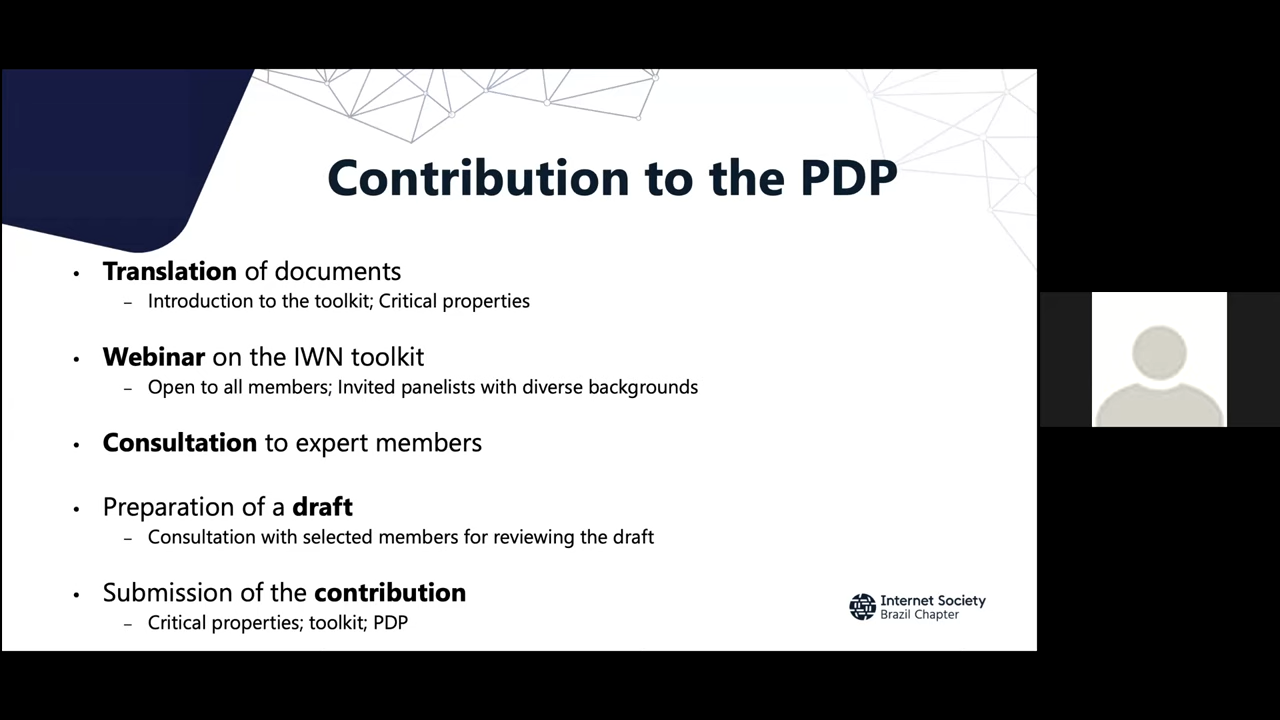 Contribution to the PDP
• Translation of documents
– Introduction to the toolkit; Critical properties
• Webinar on the IWN toolkit
– Open to all members; Invited panelists with diverse backgrounds
• Consultation to expert members
• Preparation of a draft
– Consultation with selected members for reviewing the draft
• Submission of the contribution
– Critical properties; toolkit; PDP
Internet Society
Brazil Chapter